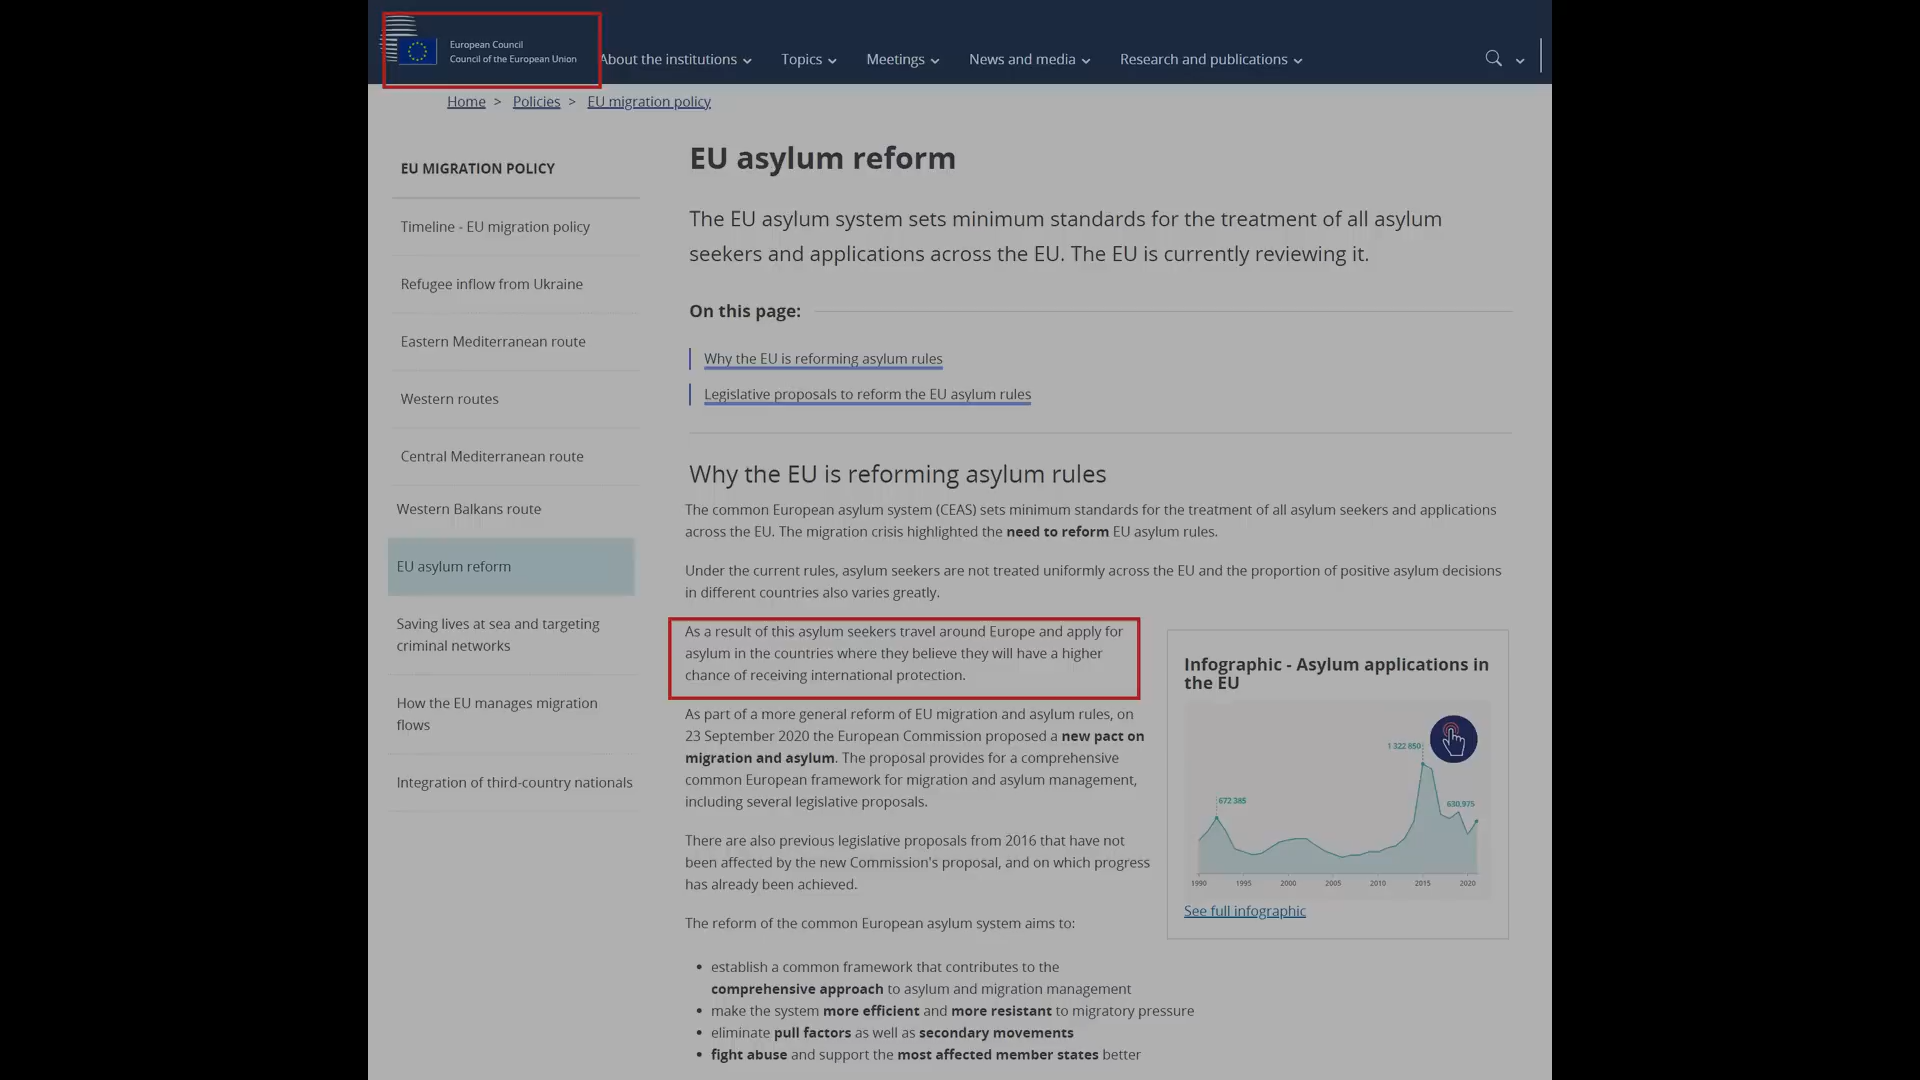 European Council
Council of the European Union
About the institutions
Topics
Meetings
News and media
Research and publications
Home > Policies > EU migration policy
EU MIGRATION POLICY
Timeline - EU migration policy
Refugee inflow from Ukraine
Eastern Mediterranean route
Western routes
Central Mediterranean route
Western Balkans route
EU asylum reform
Saving lives at sea and targeting
criminal networks
How the EU manages migration
flows
Integration of third-country nationals
EU asylum reform
The EU asylum system sets minimum standards for the treatment of all asylum
seekers and applications across the EU. The EU is currently reviewing it.
On this page:
Why the EU is reforming asylum rules
Legislative proposals to reform the EU asylum rules
Why the EU is reforming asylum rules
The common European asylum system (CEAS) sets minimum standards for the treatment of all asylum seekers and applications
across the EU. The migration crisis highlighted the need to reform EU asylum rules.
Under the current rules, asylum seekers are not treated uniformly across the EU and the proportion of positive asylum decisions
in different countries also varies greatly.
As a result of this asylum seekers travel around Europe and apply for
asylum in the countries where they believe they will have a higher
chance of receiving international protection.
As part of a more general reform of EU migration and asylum rules, on
23 September 2020 the European Commission proposed a new pact on
migration and asylum. The proposal provides for a comprehensive
common European framework for migration and asylum management,
including several legislative proposals.
There are also previous legislative proposals from 2016 that have not
been affected by the new Commission's proposal, and on which progress
has already been achieved.
The reform of the common European asylum system aims to:
• establish a common framework that contributes to the
comprehensive approach to asylum and migration management
• make the system more efficient and more resistant to migratory pressure
• eliminate pull factors as well as secondary movements
• fight abuse and support the most affected member states better
Infographic - Asylum applications in
the EU
1 322 850
672 385
630,975
1990 1995 2000 2005 2010 2015 2020
See full infographic